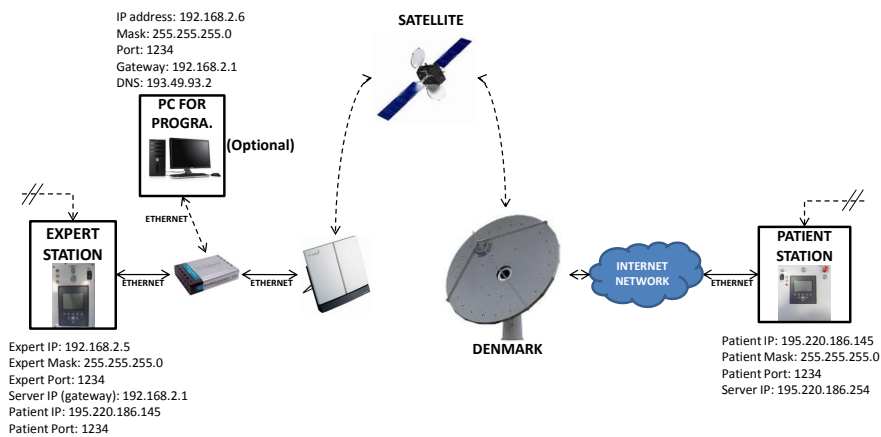 IP address: 192.168.2.6
Mask: 255.255.255.0
Port: 1234
Gateway: 192.168.2.1
DNS: 193.49.93.2
PC FOR
PROGRA.
(Optional)
SATELLITE
ETHERNET
EXPERT
STATION
ETHERNET
ETHERNET
DENMARK
INTERNET
NETWORK
ETHERNET
PATIENT
STATION
Expert IP: 192.168.2.5
Expert Mask: 255.255.255.0
Expert Port: 1234
Server IP (gateway): 192.168.2.1
Patient IP: 195.220.186.145
Patient Port: 1234
Patient IP: 195.220.186.145
Patient Mask: 255.255.255.0
Patient Port: 1234
Server IP: 195.220.186.254